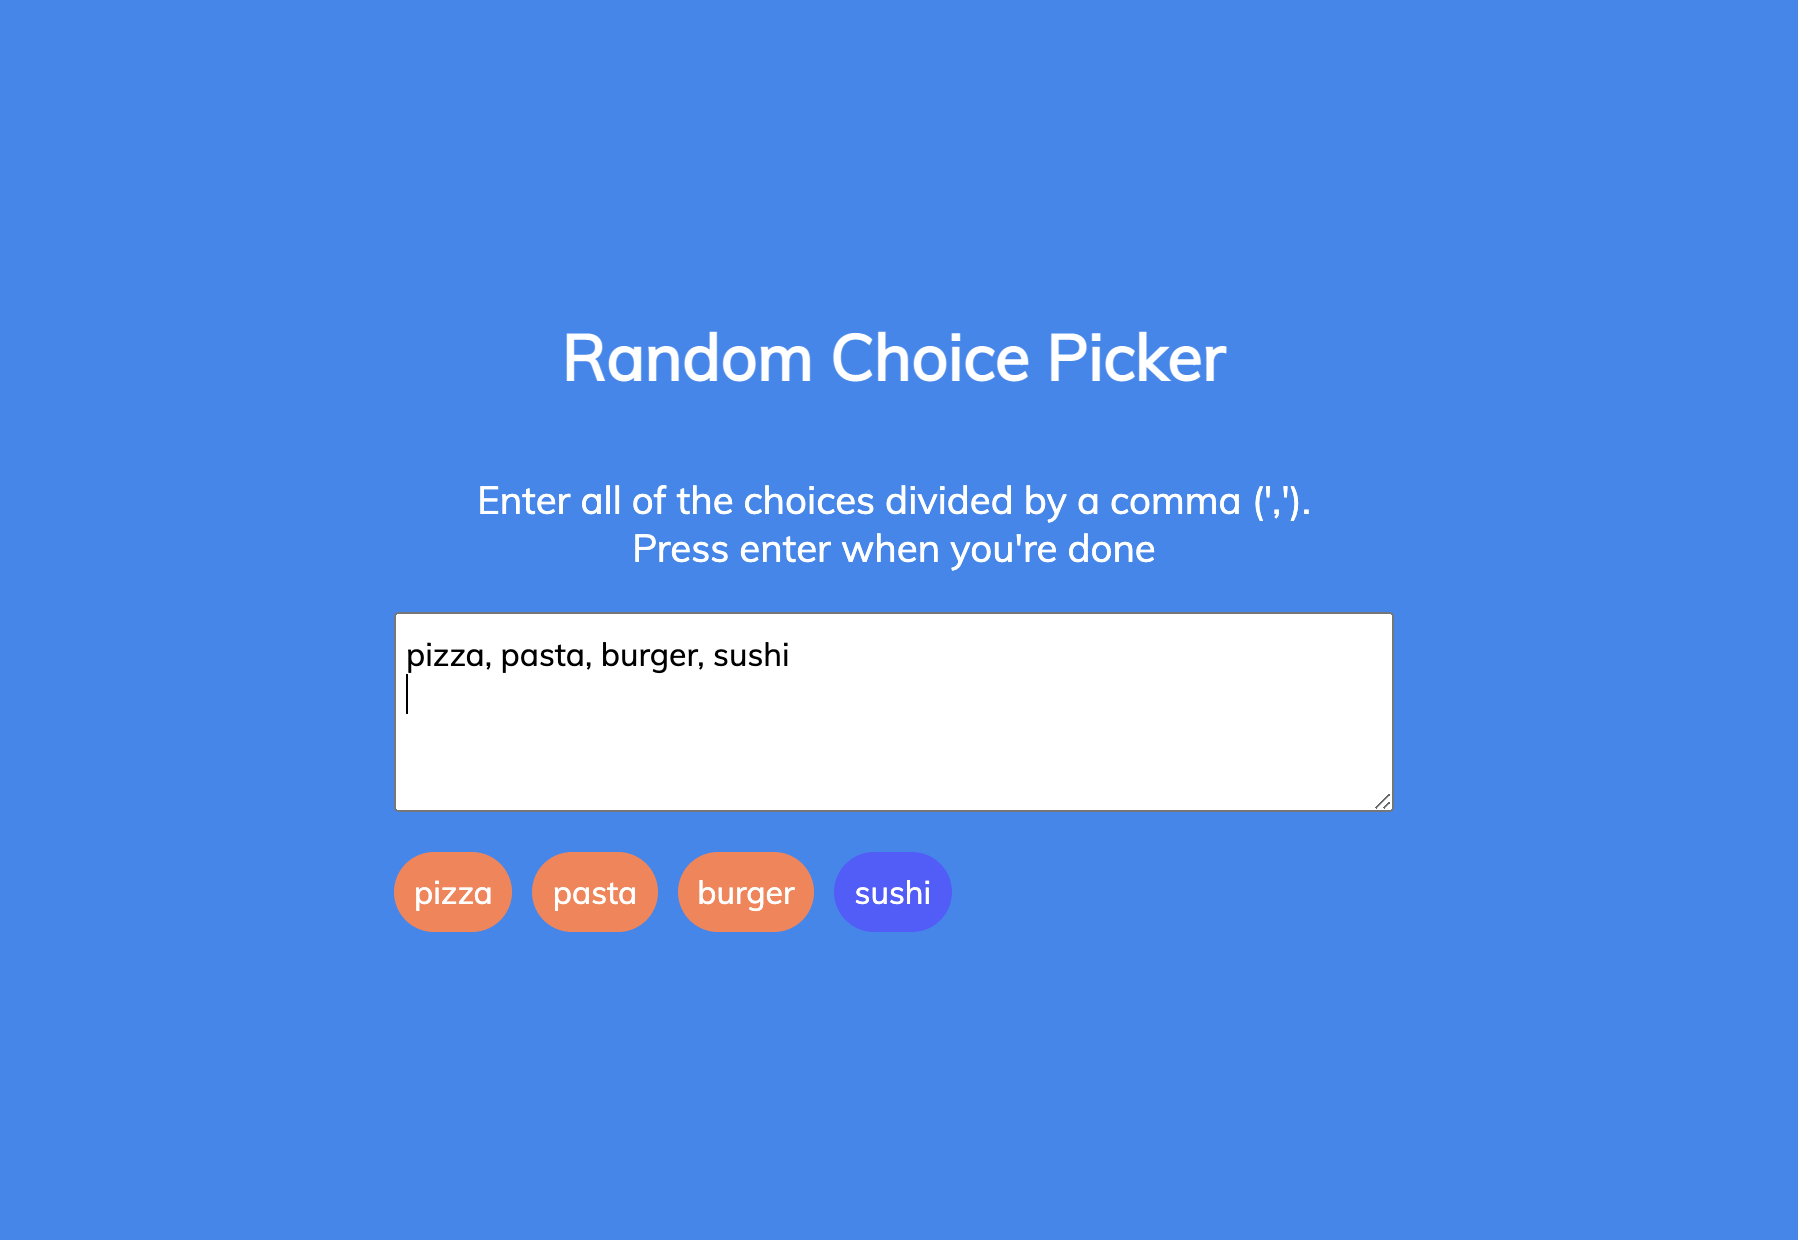 Random Choice Picker
Enter all of the choices divided by a comma (',').
Press enter when you're done
pizza, pasta, burger, sushi
pizza pasta burger sushi